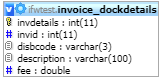 ifwtest.invoice_dockdetails
invdetails : int(11)
invid : int(11)
disbcode : varchar(3)
description : varchar(100)
fee : double